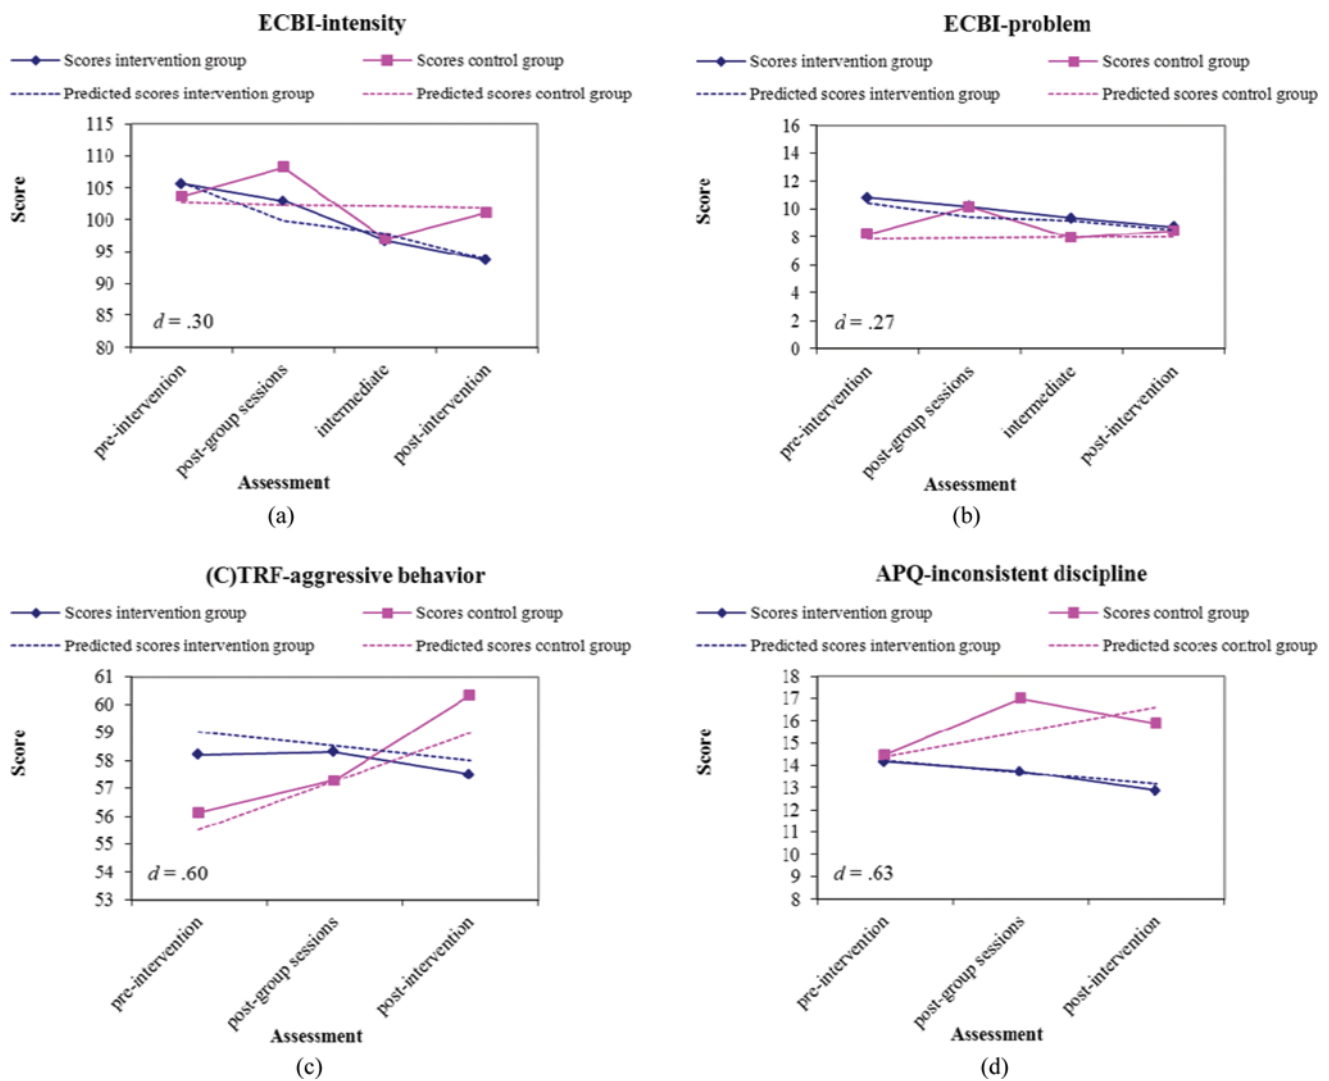 ECBI-intensity
Scores intervention group
Scores control group
Predicted scores intervention group
Predicted scores control group
115
110
105
100
95
90
85
80
Score
d = .30
pre-intervention
post-group sessions
intermediate
post-intervention
Assessment
(a)
ECBI-problem
Scores intervention group
Scores control group
Predicted scores intervention group
Predicted scores control group
16
14
12
10
8
6
4
2
0
Score
d = .27
pre-intervention
post-group sessions
intermediate
post-intervention
Assessment
(b)
(C)TRF-aggressive behavior
Scores intervention group
Scores control group
Predicted scores intervention group
Predicted scores control group
61
60
59
58
57
56
55
54
53
Score
d = .60
pre-intervention
post-group sessions
post-intervention
Assessment
(c)
APQ-inconsistent discipline
Scores intervention group
Scores control group
Predicted scores intervention group
Predicted scores control group
18
17
16
15
14
13
12
11
10
9
8
Score
d = .63
pre-intervention
post-group sessions
post-intervention
Assessment
(d)